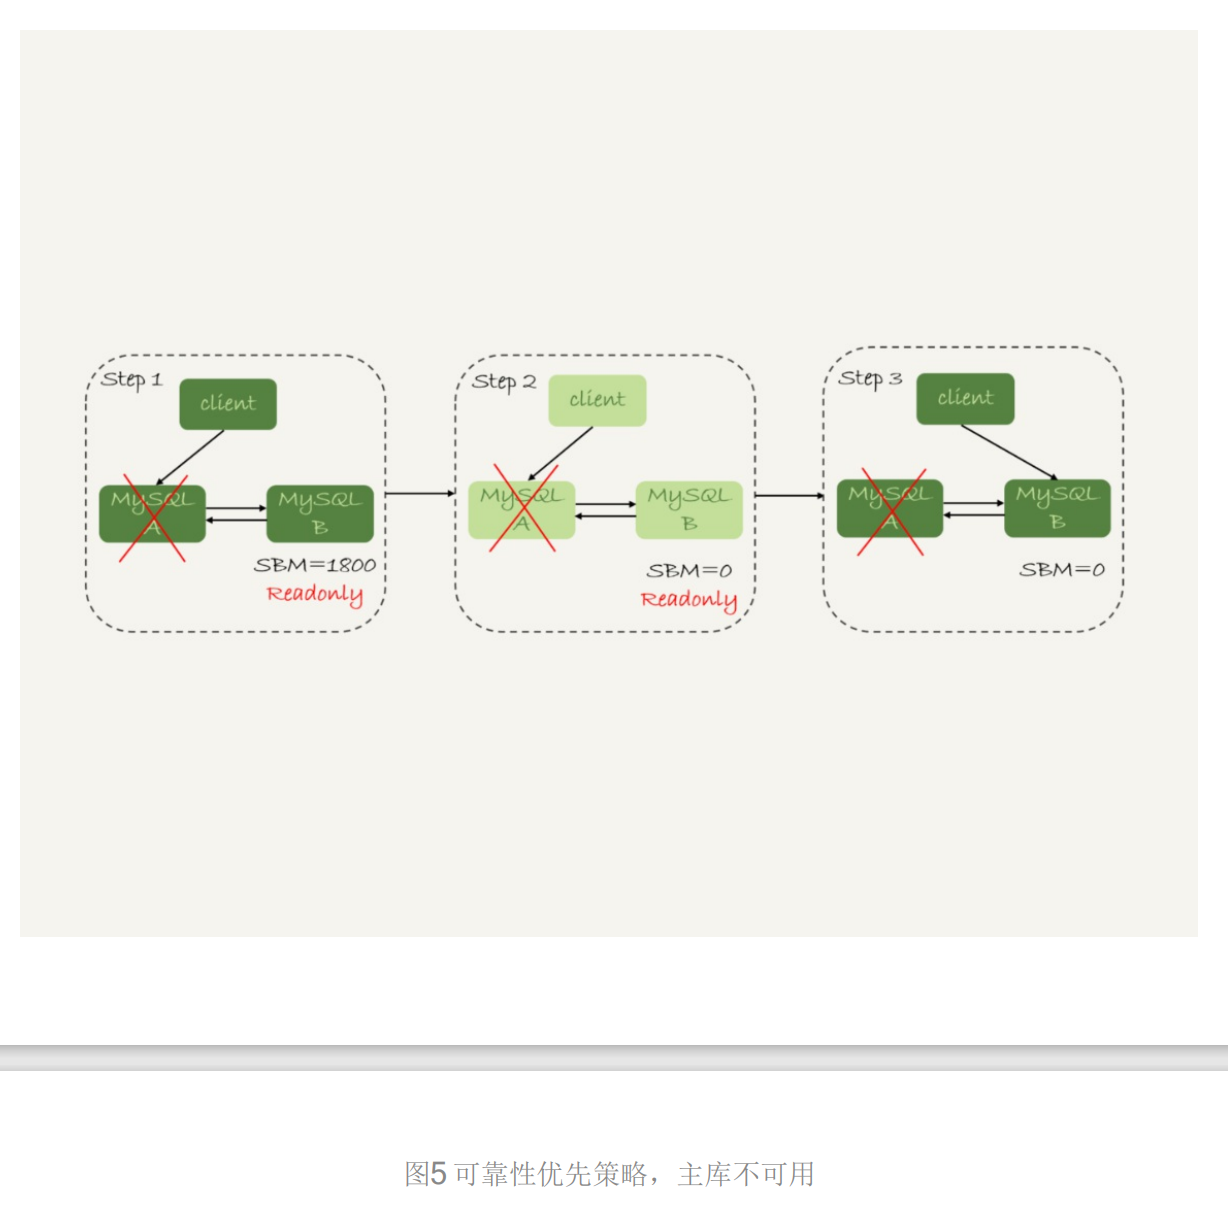 Step 1
client
MySQL
A
MySQL
B
SBM=1800
Readonly
Step 2
client
MySQL
A
MySQL
B
SBM=0
Readonly
Step 3
client
MySQL
A
MySQL
B
SBM=0
图5 可靠性优先策略，主库不可用